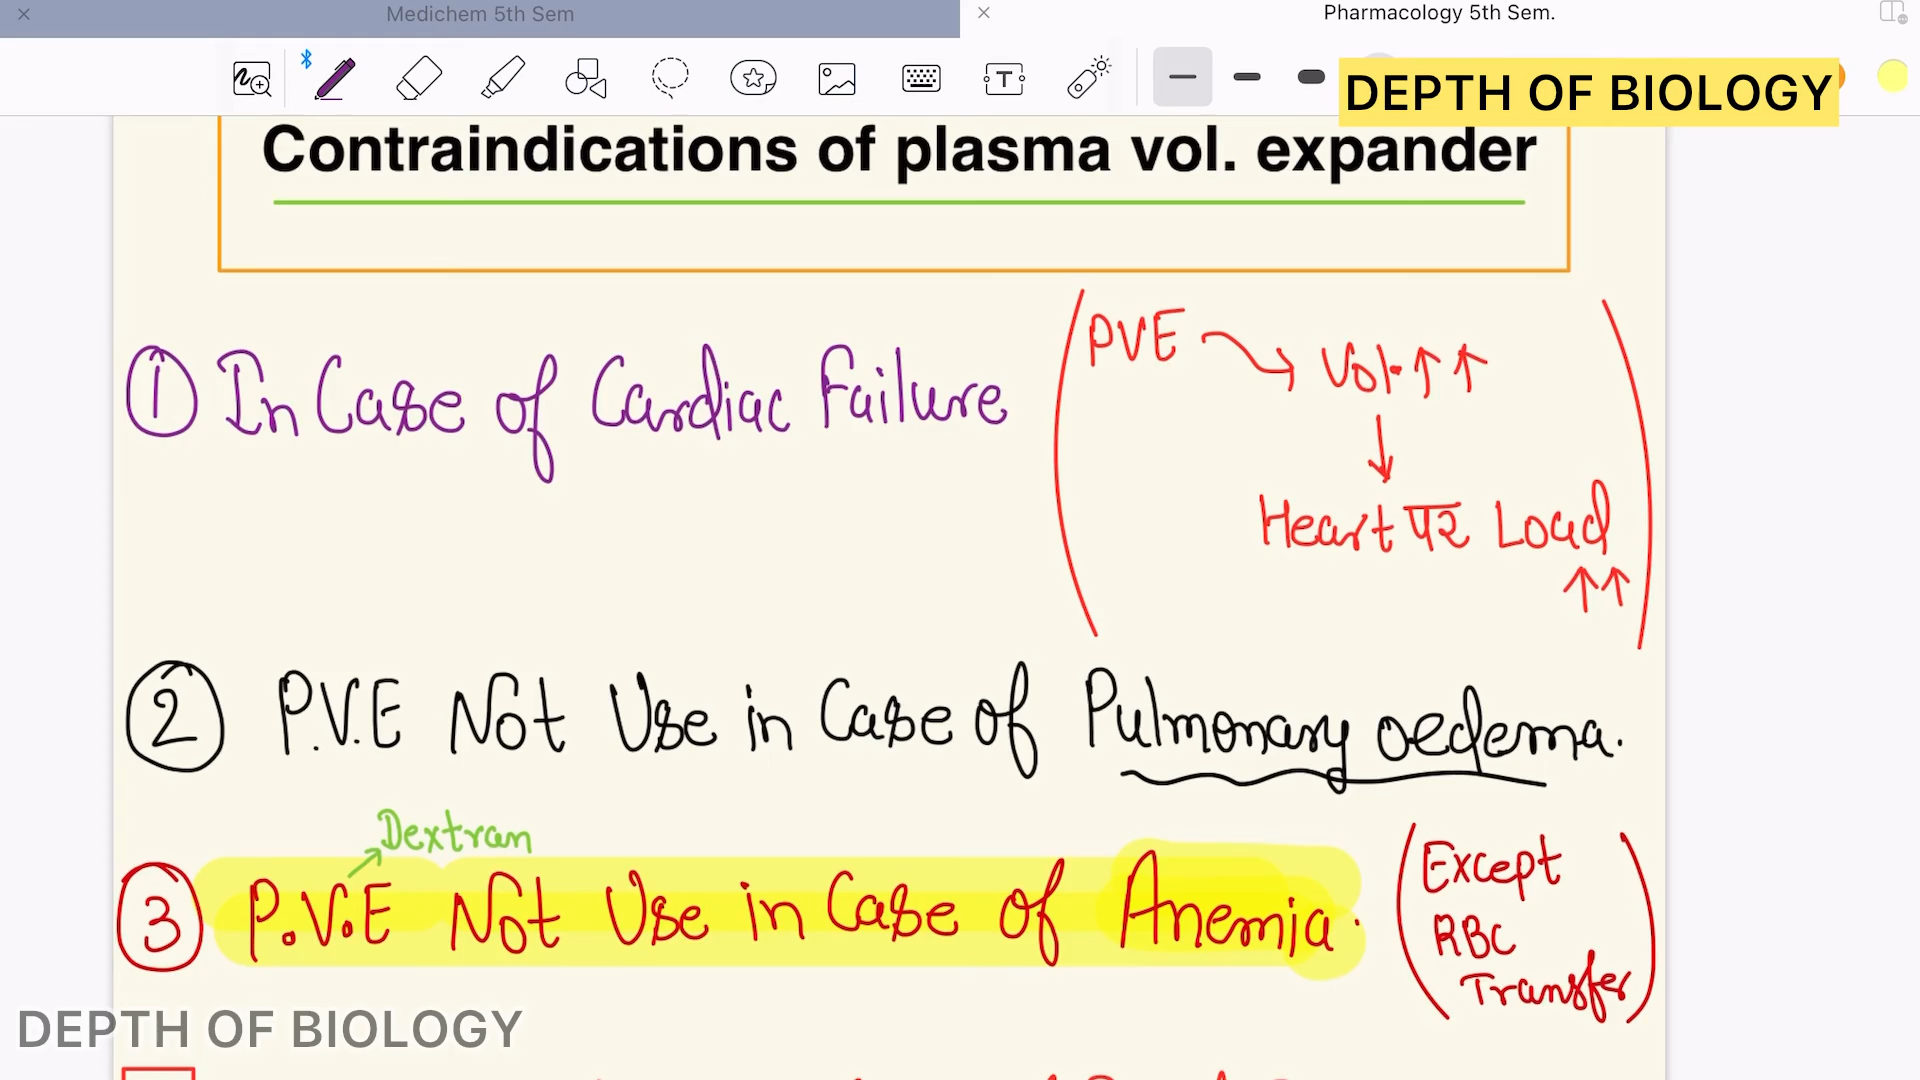 Medichem 5th Sem
Pharmacology 5th Sem.
DEPTH OF BIOLOGY
Contraindications of plasma vol. expander
① In Case of Cardiac Failure
PVE → Vol. ↑ ↑
↓
Heart पर Load
↑↑
② P.V.E Not Use in Case of Pulmonary oedema.
Dextran
③ P.V.E Not Use in Case of Anemia.
(Except
RBC
Transfer)
DEPTH OF BIOLOGY